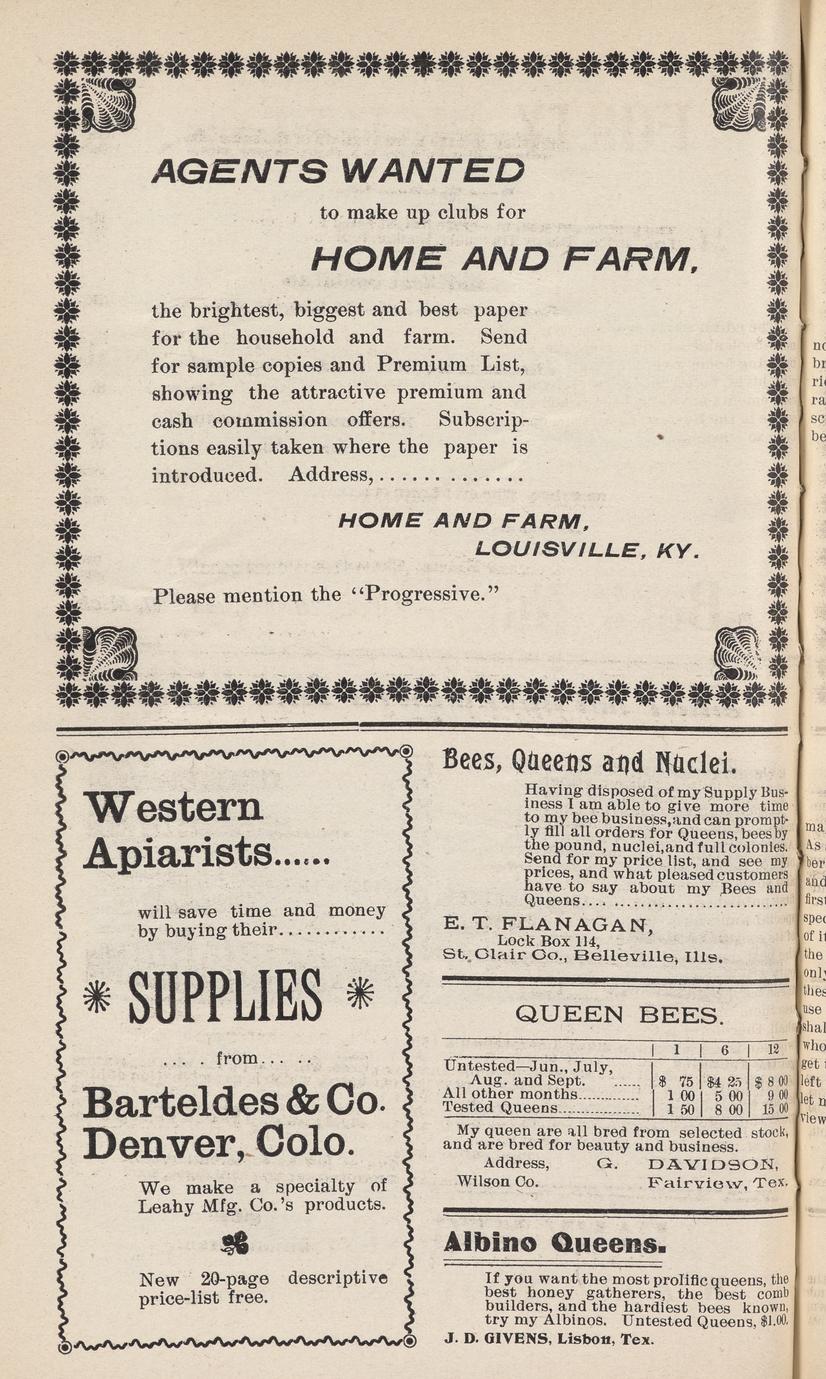 AGENTS WANTED
to make up clubs for
HOME AND FARM,
the brightest, biggest and best paper
for the household and farm. Send
for sample copies and Premium List,
showing the attractive premium and
cash commission offers. Subscrip-
tions easily taken where the paper is
introduced. Address,.............
HOME AND FARM,
LOUISVILLE, KY.
Please mention the "Progressive."
Western
Apiarists......
will save time and money
by buying their............
SUPPLIES
.... from.....
Barteldes & Co.
Denver, Colo.
We make a specialty of
Leahy Mfg. Co.'s products.
New 20-page descriptive
price-list free.
Bees, Queens and Nuclei.
Having disposed of my Supply Bus-
iness I am able to give more time
to my bee business,and can prompt-
ly fill all orders for Queens, bees by
the pound, nuclei,and full colonies.
Send for my price list, and see my
prices, and what pleased customers
have to say about my Bees and
Queens.............................
E. T. FLANAGAN,
Lock Box 114,
St. Clair Co., Belleville, Ills.
QUEEN BEES.
| 1 | 6 | 12
Untested—Jun., July,
Aug. and Sept. ...... $ 75 $4 25 $ 8 00
All other months.............. 1 00 5 00 9 00
Tested Queens.................. 1 50 8 00 15 00
My queen are all bred from selected stock,
and are bred for beauty and business.
Address, G. DAVIDSON,
Wilson Co. Fairview, Tex.
Albino Queens.
If you want the most prolific queens, the
best honey gatherers, the best comb
builders, and the hardiest bees known,
try my Albinos. Untested Queens, $1.00.
J. D. GIVENS, Lisbon, Tex.